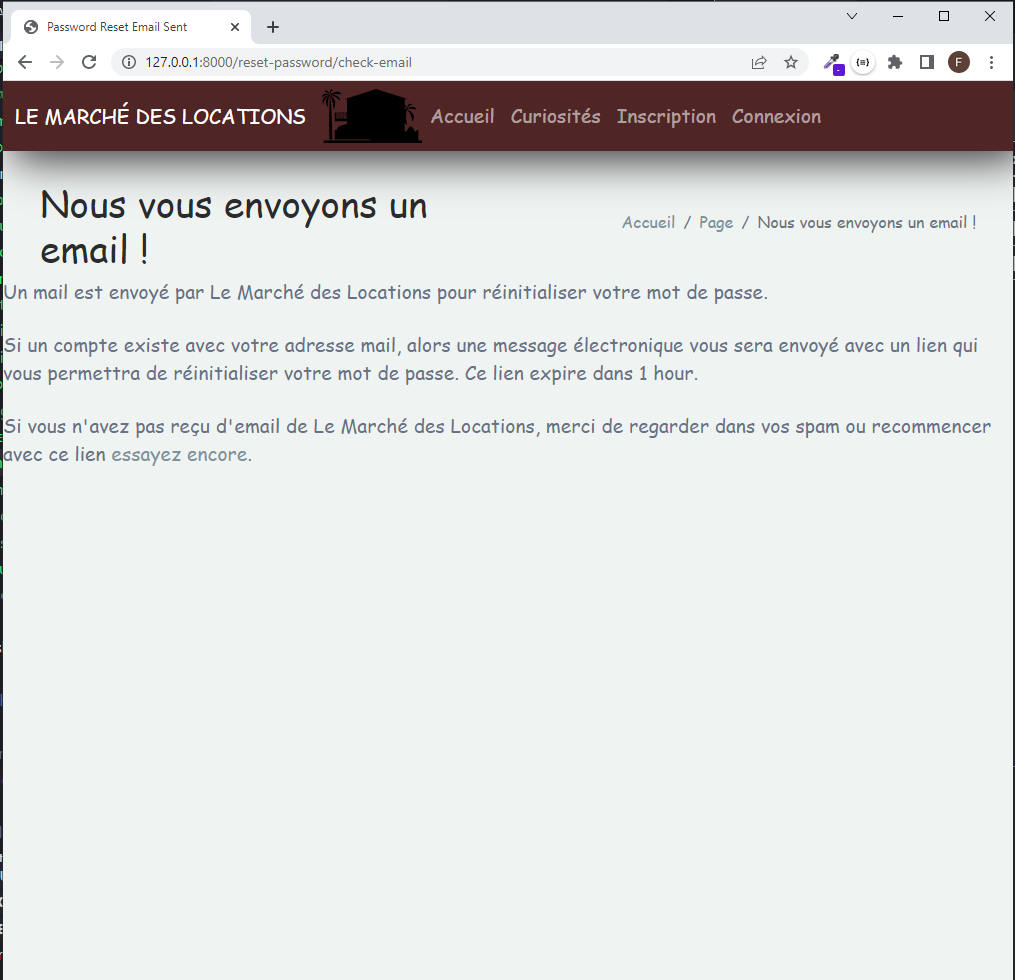 Password Reset Email Sent
127.0.0.1:8000/reset-password/check-email
F
LE MARCHÉ DES LOCATIONS Accueil Curiosités Inscription Connexion
Nous vous envoyons un
email !
Accueil / Page / Nous vous envoyons un email !
Un mail est envoyé par Le Marché des Locations pour réinitialiser votre mot de passe.
Si un compte existe avec votre adresse mail, alors une message électronique vous sera envoyé avec un lien qui
vous permettra de réinitialiser votre mot de passe. Ce lien expire dans 1 hour.
Si vous n'avez pas reçu d'email de Le Marché des Locations, merci de regarder dans vos spam ou recommencer
avec ce lien essayez encore.